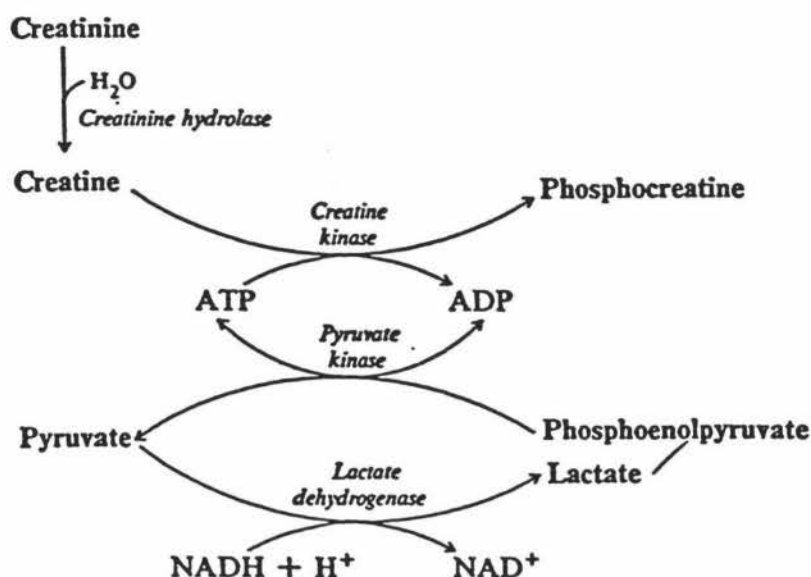 Creatinine
H₂O
Creatinine hydrolase
Creatine
Phosphocreatine
Creatine
kinase
ATP
ADP
Pyruvate
kinase
Pyruvate
Phosphoenolpyruvate
Lactate
Lactate
dehydrogenase
NADH + H⁺
NAD⁺